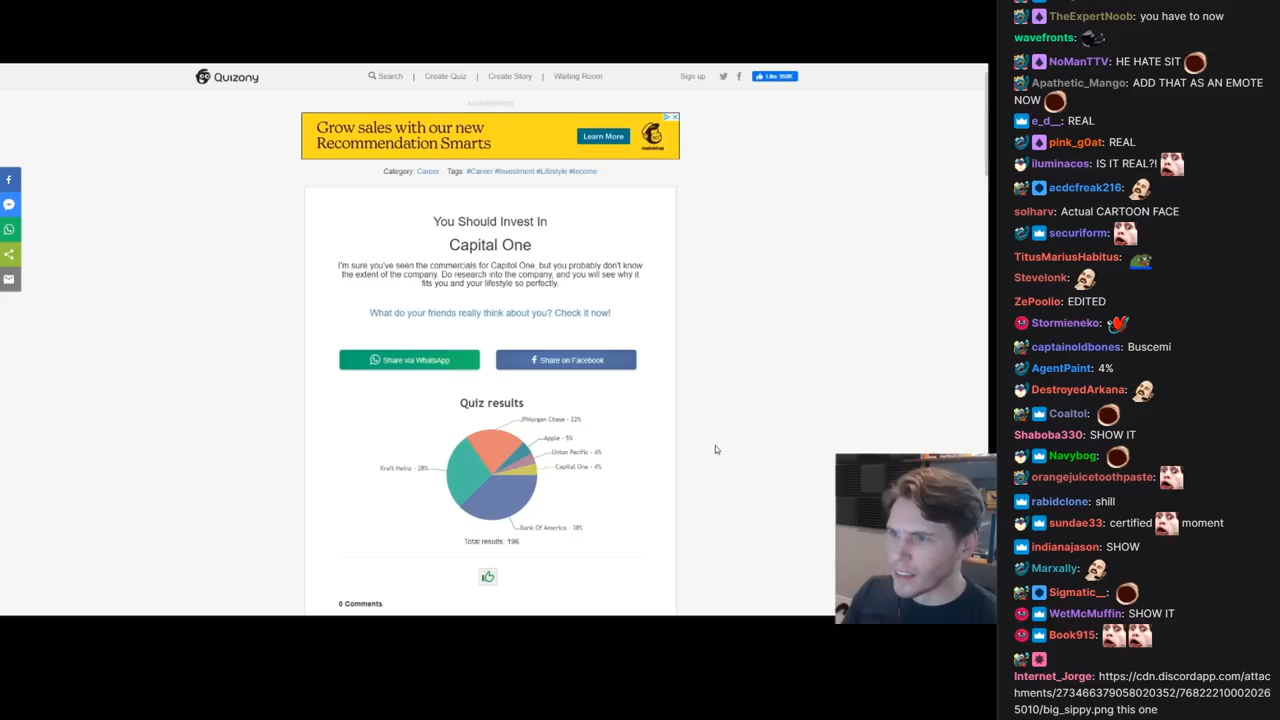 Quizony
Search | Create Quiz | Create Story | Waiting Room
Sign up
Like 958K
Advertisement
Grow sales with our new
Recommendation Smarts
Learn More
mailchimp
Category: Career Tags: #Career #Investment #Lifestyle #Income
You Should Invest In
Capital One
I'm sure you've seen the commercials for Capitol One, but you probably don't know
the extent of the company. Do research into the company, and you will see why it
fits you and your lifestyle so perfectly.
What do your friends really think about you? Check it now!
Share via WhatsApp
Share on Facebook
Quiz results
JPMorgan Chase - 22%
Apple - 5%
Union Pacific - 4%
Capital One - 4%
Kraft Heinz - 28%
Bank Of America - 38%
Total results: 196
0 Comments
TheExpertNoob: you have to now
wavefronts:
NoManTTV: HE HATE SIT
Apathetic_Mango: ADD THAT AS AN EMOTE
NOW
e_d__: REAL
pink_g0at: REAL
iluminacos: IS IT REAL?!
acdcfreak216:
solharv: Actual CARTOON FACE
securiform:
TitusMariusHabitus:
Stevelonk:
ZePoolio: EDITED
Stormieneko:
captainoldbones: Buscemi
AgentPaint: 4%
DestroyedArkana:
Coaltol:
Shaboba330: SHOW IT
Navybog:
orangejuicetoothpaste:
rabidclone: shill
sundae33: certified moment
indianajason: SHOW
Marxally:
Sigmatic__:
WetMcMuffin: SHOW IT
Book915:
Internet_Jorge: https://cdn.discordapp.com/attac
hments/273466379058020352/76822210002026
5010/big_sippy.png this one